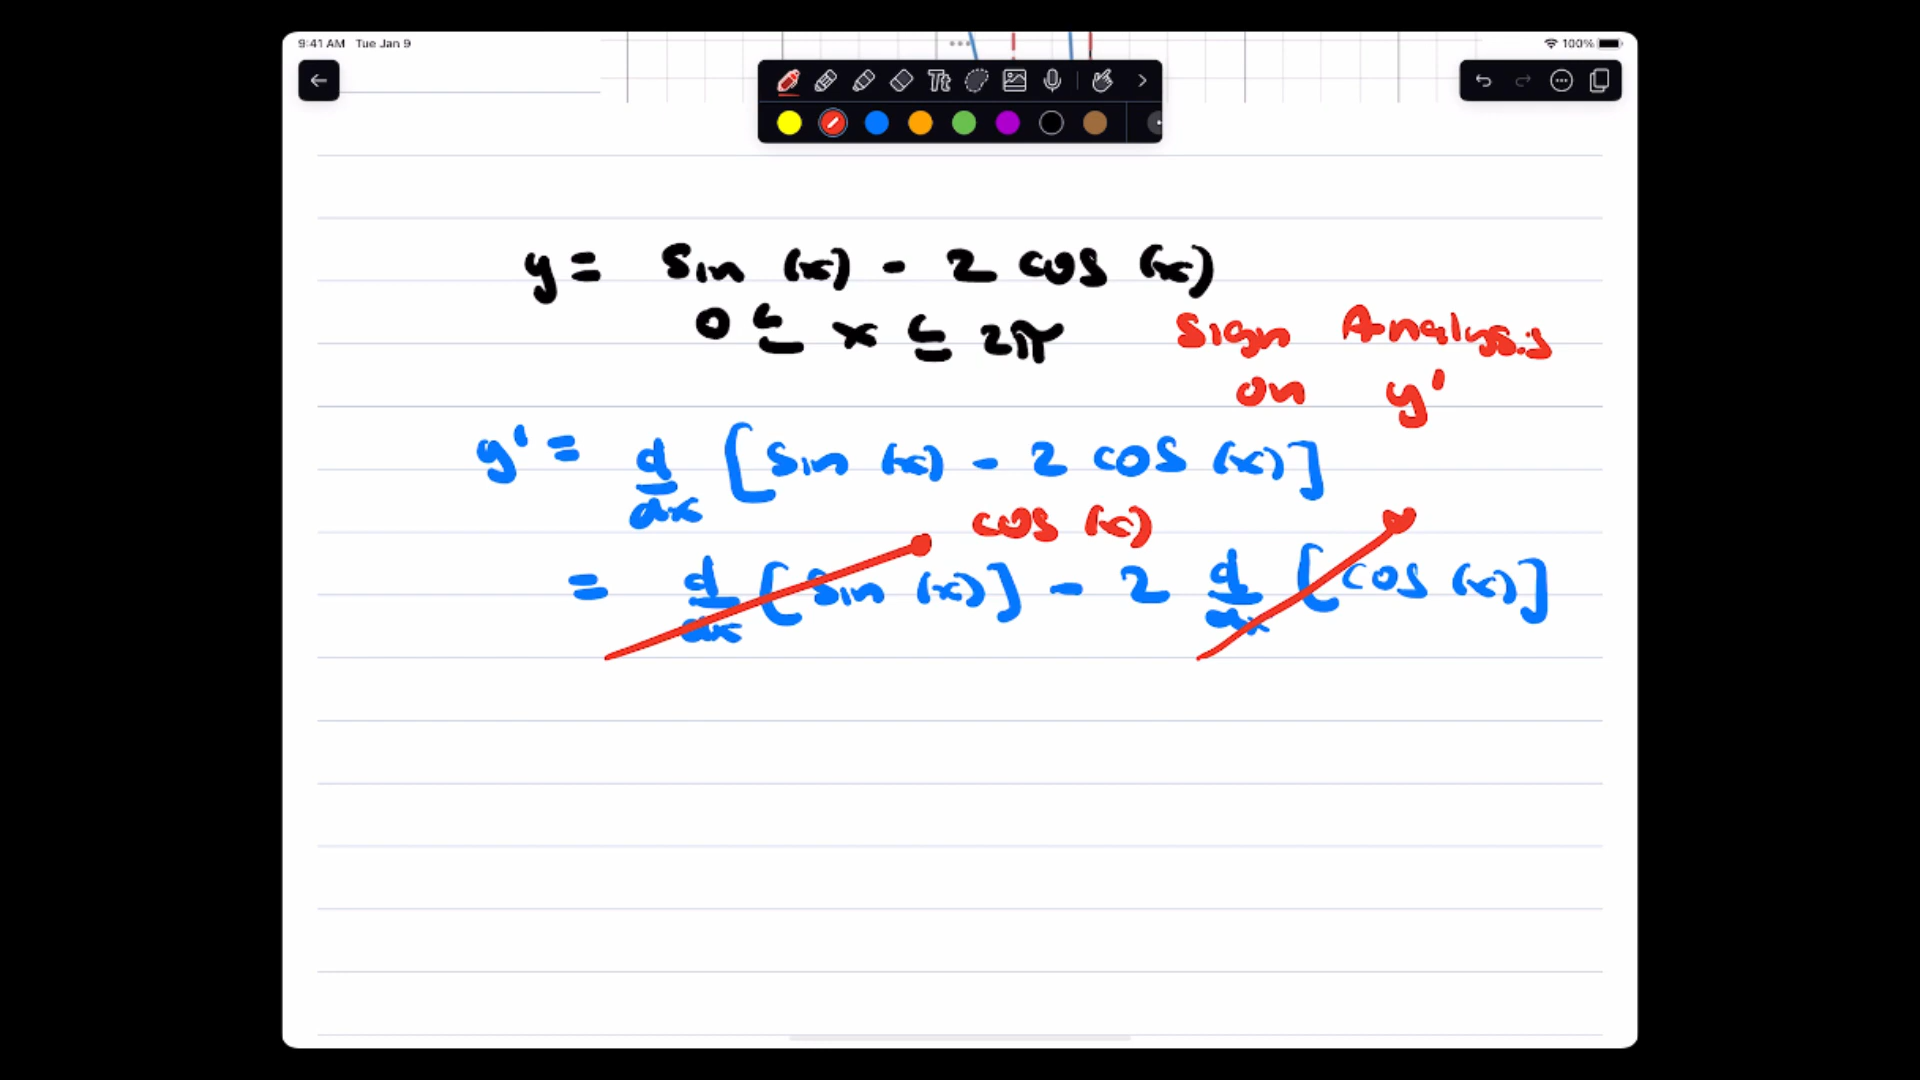 9:41 AM Tue Jan 9
100%
Tt
y = sin (x) - 2 cos (x)
0 ≤ x ≤ 2π
Sign Analysis
on y'
y' = d/dx [sin (x) - 2 cos (x)]
cos (x)
= d/dx [sin (x)] - 2 d/dx [cos (x)]